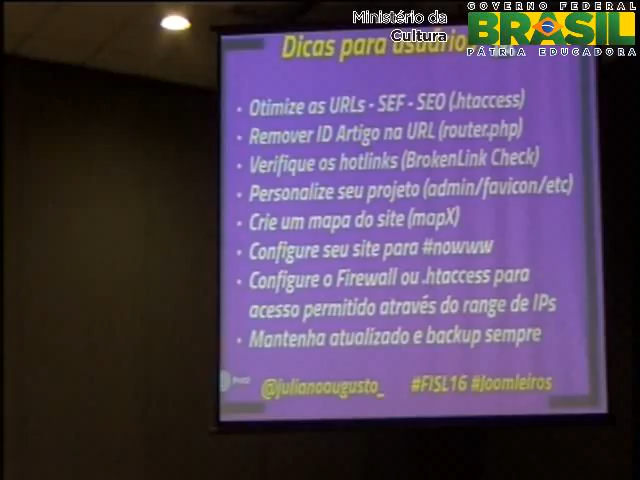 GOVERNO FEDERAL
Ministério da
Cultura
BRASIL
PÁTRIA EDUCADORA
Dicas para usuário
• Otimize as URLs - SEF - SEO (.htaccess)
• Remover ID Artigo na URL (router.php)
• Verifique os hotlinks (BrokenLink Check)
• Personalize seu projeto (admin/favicon/etc)
• Crie um mapa do site (mapX)
• Configure seu site para #nowww
• Configure o Firewall ou .htaccess para
acesso permitido através do range de IPs
• Mantenha atualizado e backup sempre
@julianoaugusto_ #FISL16 #Joomleiros